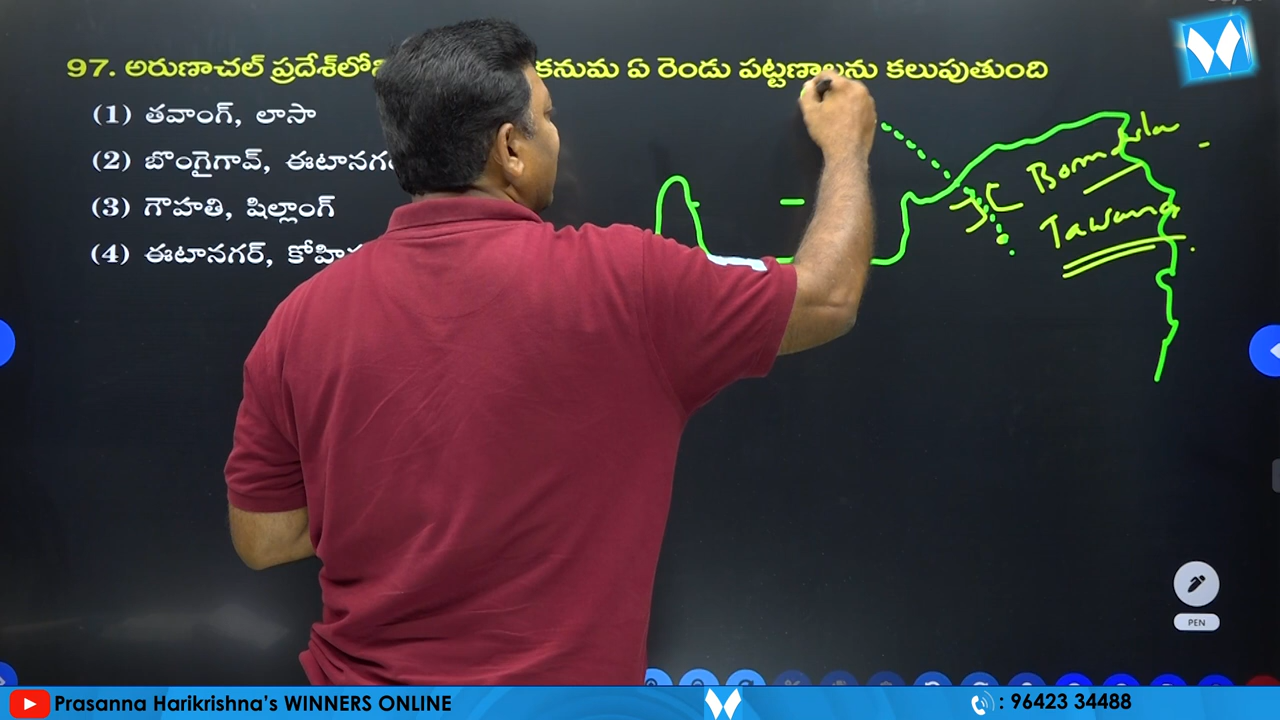 97. అరుణాచల్ ప్రదేశ్‌లోని కనుమ ఏ రెండు పట్టణాలను కలుపుతుంది
(1) తవాంగ్, లాసా
(2) బొంగైగావ్, ఈటానగర్
(3) గౌహతి, షిల్లాంగ్
(4) ఈటానగర్, కోహిమ
Bomdila
Tawang
PEN
Prasanna Harikrishna's WINNERS ONLINE
: 96423 34488